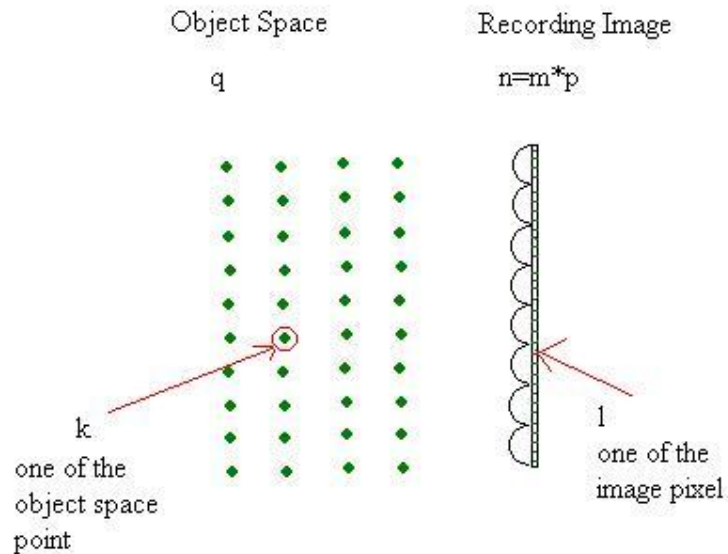 Object Space
Recording Image
q
n=m*p
k
one of the
object space
point
l
one of the
image pixel